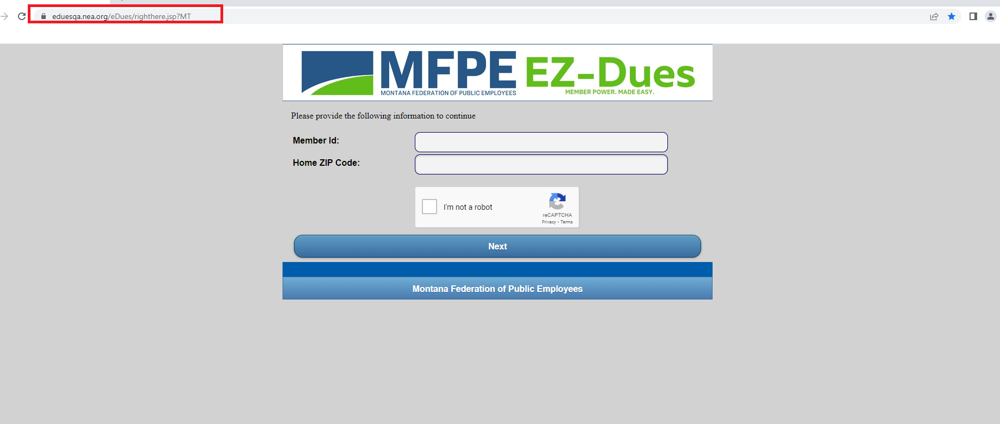 eduesqa.nea.org/eDues/righthere.jsp?MT
MFPE EZ-Dues
MONTANA FEDERATION OF PUBLIC EMPLOYEES MEMBER POWER. MADE EASY.
Please provide the following information to continue
Member Id:
Home ZIP Code:
I'm not a robot
reCAPTCHA
Privacy - Terms
Next
Montana Federation of Public Employees